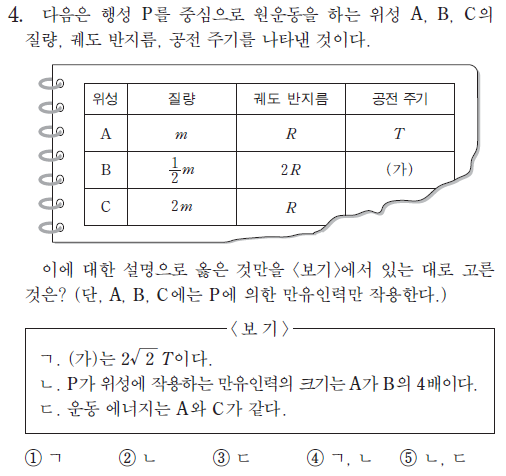 4. 다음은 행성 P를 중심으로 원운동을 하는 위성 A, B, C의
질량, 궤도 반지름, 공전 주기를 나타낸 것이다.
위성 질량 궤도 반지름 공전 주기
A m R T
B 1/2 m 2R (가)
C 2m R
이에 대한 설명으로 옳은 것만을 <보기>에서 있는 대로 고른
것은? (단, A, B, C에는 P에 의한 만유인력만 작용한다.)
<보 기>
ㄱ. (가)는 2√2 T이다.
ㄴ. P가 위성에 작용하는 만유인력의 크기는 A가 B의 4배이다.
ㄷ. 운동 에너지는 A와 C가 같다.
① ㄱ ② ㄴ ③ ㄷ ④ ㄱ, ㄴ ⑤ ㄴ, ㄷ